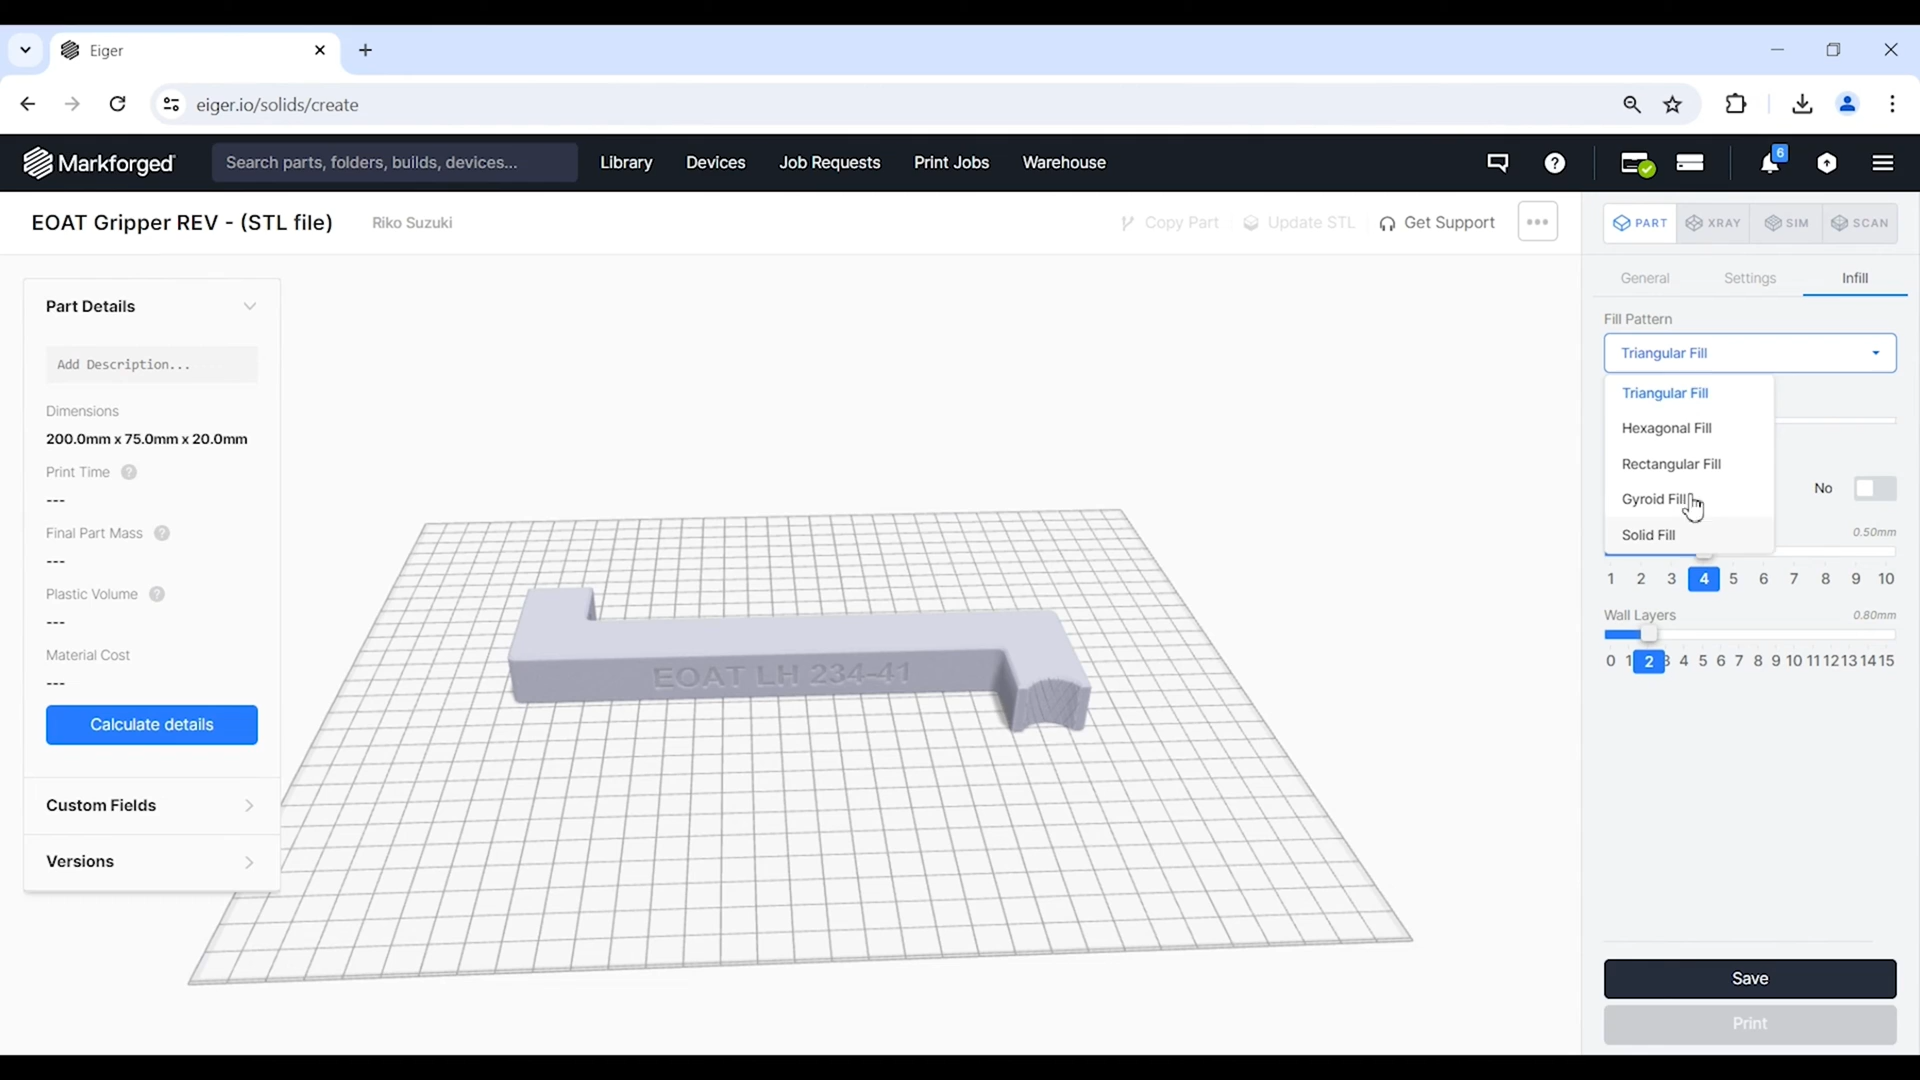 Eiger
eiger.io/solids/create
Markforged
Search parts, folders, builds, devices...
Library
Devices
Job Requests
Print Jobs
Warehouse
6
EOAT Gripper REV - (STL file)
Riko Suzuki
Copy Part
Update STL
Get Support
PART
XRAY
SIM
SCAN
General
Settings
Infill
Part Details
Add Description...
Dimensions
200.0mm x 75.0mm x 20.0mm
Print Time ?
---
Final Part Mass ?
---
Plastic Volume ?
---
Material Cost
---
Calculate details
Custom Fields
Versions
EOAT LH 234-41
Fill Pattern
Triangular Fill
Triangular Fill
Hexagonal Fill
Rectangular Fill
Gyroid Fill
Solid Fill
No
0.50mm
1 2 3 4 5 6 7 8 9 10
Wall Layers
0.80mm
0 1 2 3 4 5 6 7 8 9 10 11 12 13 14 15
Save
Print